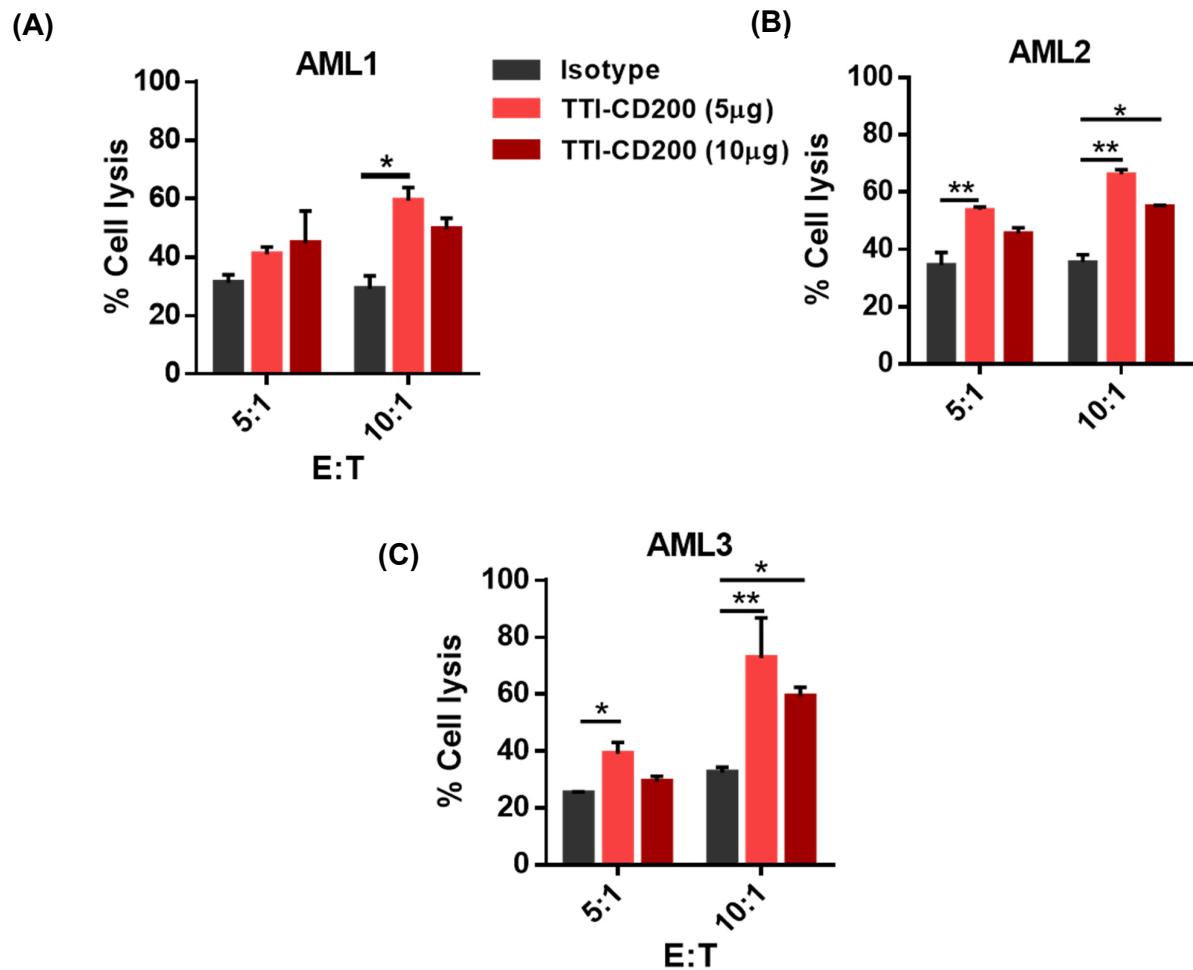 (A)
AML1
% Cell lysis
100
80
60
40
20
0
*
5:1
10:1
E:T
Isotype
TTI-CD200 (5μg)
TTI-CD200 (10μg)
(B)
AML2
% Cell lysis
100
80
60
40
20
0
**
**
*
5:1
10:1
(C)
AML3
% Cell lysis
100
80
60
40
20
0
*
**
*
5:1
10:1
E:T